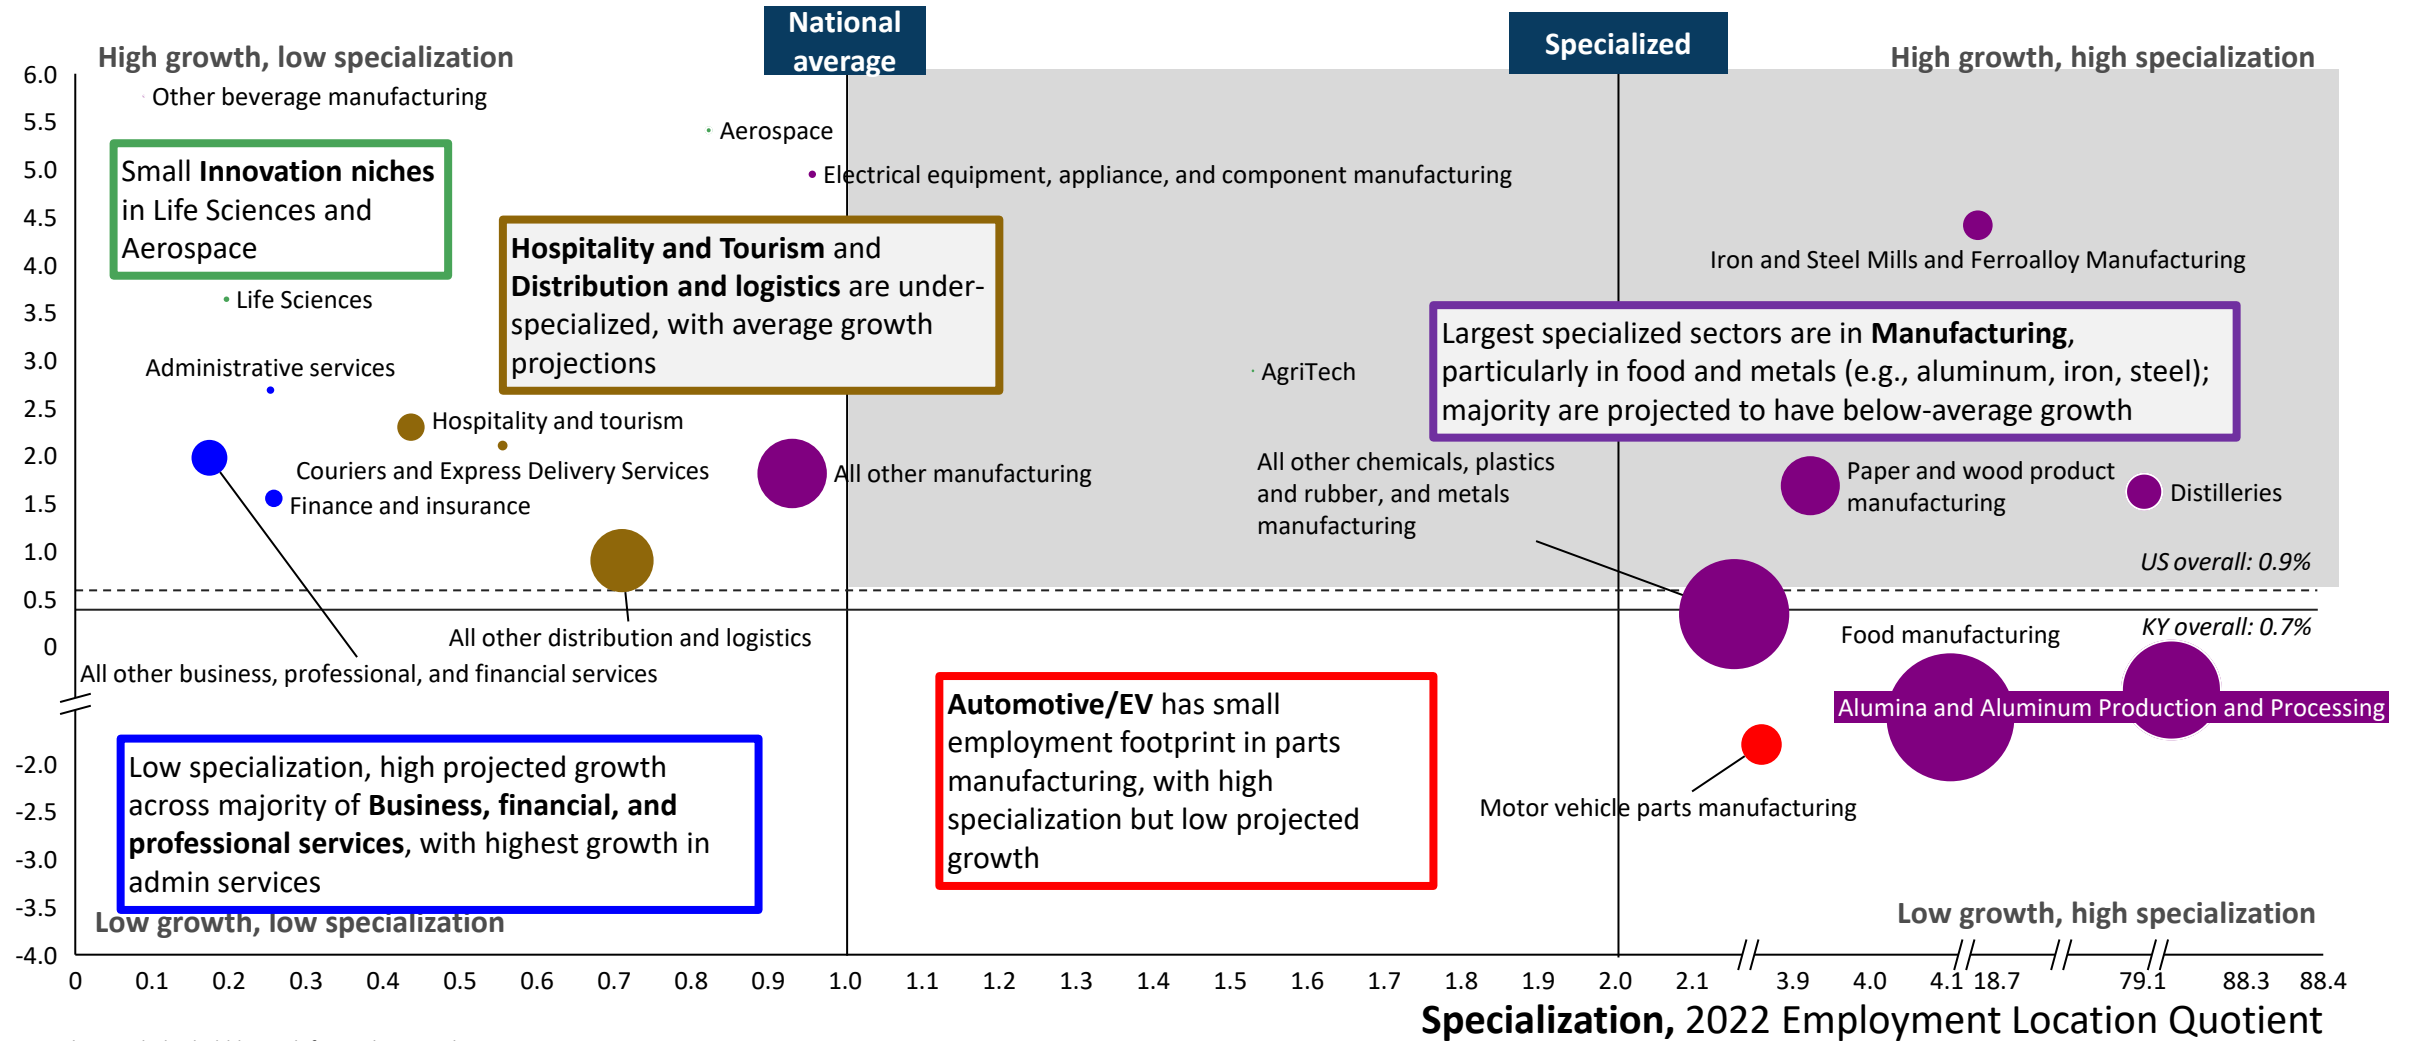 National
average
Specialized
High growth, low specialization
High growth, high specialization
6.0
5.5
5.0
4.5
4.0
3.5
3.0
2.5
2.0
1.5
1.0
0.5
0
-2.0
-2.5
-3.0
-3.5
-4.0
Other beverage manufacturing
Aerospace
Electrical equipment, appliance, and component manufacturing
Small Innovation niches
in Life Sciences and
Aerospace
Hospitality and Tourism and
Distribution and logistics are under-
specialized, with average growth
projections
Iron and Steel Mills and Ferroalloy Manufacturing
Life Sciences
Largest specialized sectors are in Manufacturing,
particularly in food and metals (e.g., aluminum, iron, steel);
majority are projected to have below-average growth
Administrative services
AgriTech
Hospitality and tourism
Couriers and Express Delivery Services
Finance and insurance
All other manufacturing
All other chemicals, plastics
and rubber, and metals
manufacturing
Paper and wood product
manufacturing
Distilleries
US overall: 0.9%
KY overall: 0.7%
All other distribution and logistics
All other business, professional, and financial services
Food manufacturing
Alumina and Aluminum Production and Processing
Motor vehicle parts manufacturing
Automotive/EV has small
employment footprint in parts
manufacturing, with high
specialization but low projected
growth
Low specialization, high projected growth
across majority of Business, financial, and
professional services, with highest growth in
admin services
Low growth, low specialization
Low growth, high specialization
0 0.1 0.2 0.3 0.4 0.5 0.6 0.7 0.8 0.9 1.0 1.1 1.2 1.3 1.4 1.5 1.6 1.7 1.8 1.9 2.0 2.1 3.9 4.0 4.1 18.7 79.1 88.3 88.4
Specialization, 2022 Employment Location Quotient